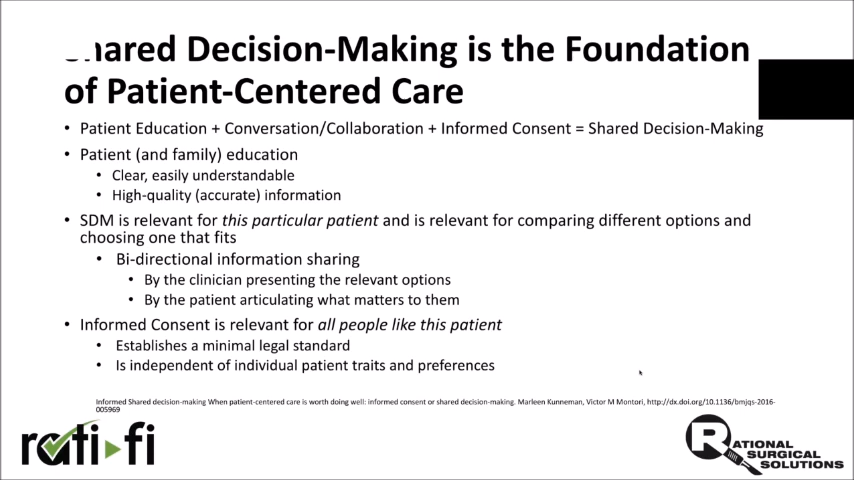 Shared Decision-Making is the Foundation
of Patient-Centered Care
• Patient Education + Conversation/Collaboration + Informed Consent = Shared Decision-Making
• Patient (and family) education
• Clear, easily understandable
• High-quality (accurate) information
• SDM is relevant for this particular patient and is relevant for comparing different options and
choosing one that fits
• Bi-directional information sharing
• By the clinician presenting the relevant options
• By the patient articulating what matters to them
• Informed Consent is relevant for all people like this patient
• Establishes a minimal legal standard
• Is independent of individual patient traits and preferences
Informed Shared decision-making When patient-centered care is worth doing well: informed consent or shared decision-making. Marleen Kunneman, Victor M Montori, http://dx.doi.org/10.1136/bmjqs-2016-
005969
rati-fi
RATIONAL
SURGICAL
SOLUTIONS